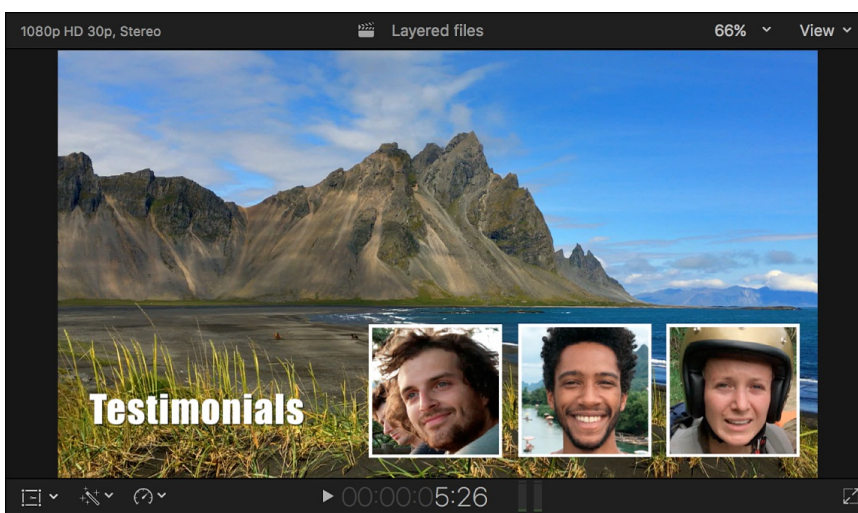 1080p HD 30p, Stereo
Layered files
66%
View
Testimonials
00:00:05:26